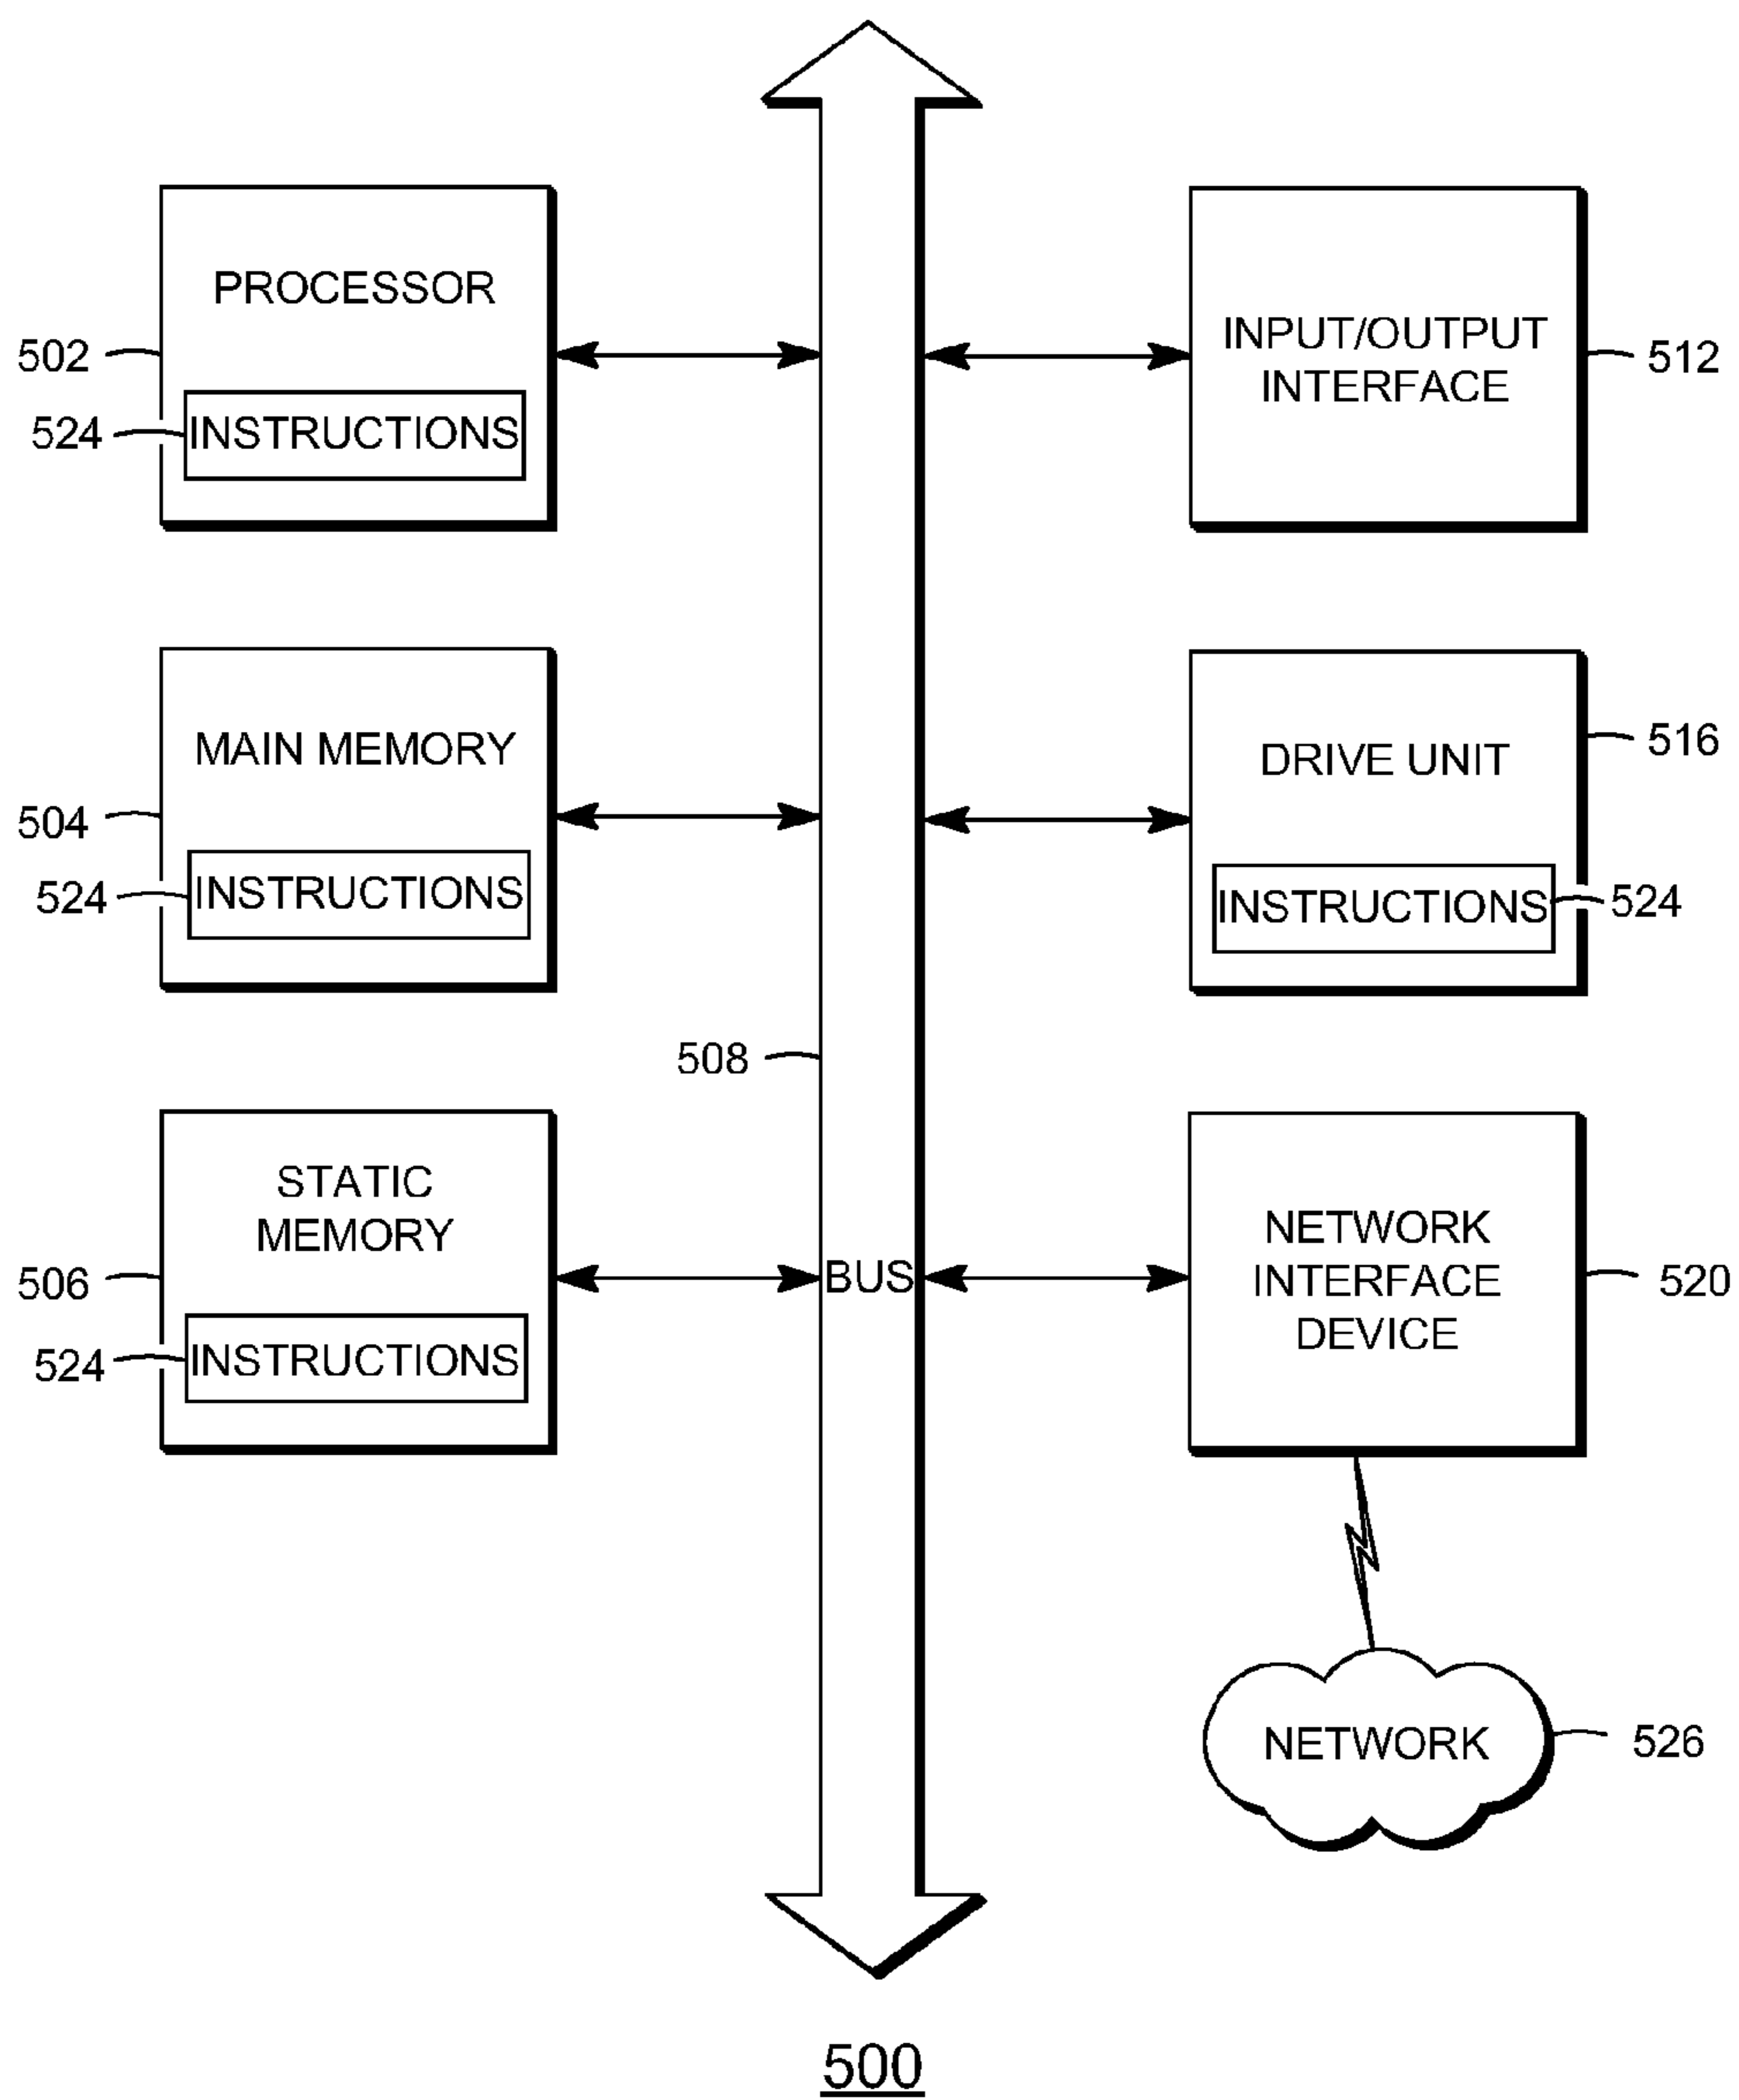 PROCESSOR
502
524
INSTRUCTIONS
INPUT/OUTPUT
INTERFACE
512
MAIN MEMORY
504
524
INSTRUCTIONS
DRIVE UNIT
516
INSTRUCTIONS
524
508
STATIC
MEMORY
506
524
INSTRUCTIONS
BUS
NETWORK
INTERFACE
DEVICE
520
NETWORK
526
500